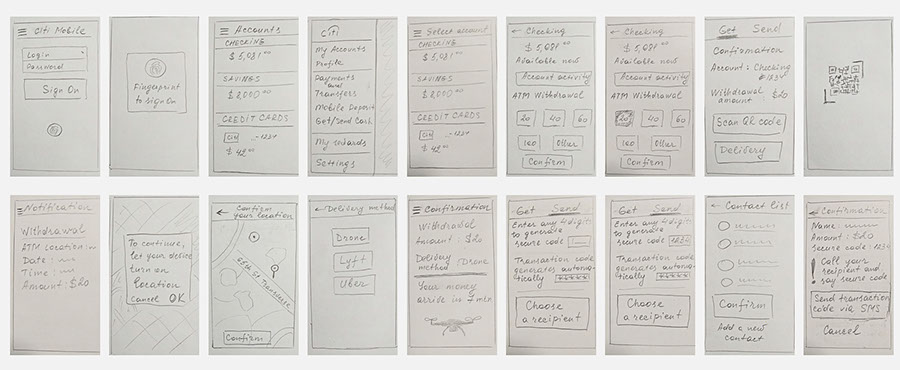 Citi Mobile
Login
Password
Sign On
Fingerprint
to sign On
Accounts
CHECKING
$ 5,081 00
SAVINGS
$ 2,000 00
CREDIT CARDS
Citi -1234
$ 42 00
Citi
My Accounts
Profile
Payments
and
Transfers
Mobile Deposit
Get/Send Cash
My rewards
Settings
Select account
CHECKING
$ 5,081 00
SAVINGS
$ 2,000 00
CREDIT CARDS
Citi -1234
$ 42 00
← Checking
$ 5,081 00
Available now
Account activity
ATM Withdrawal
20 40 60
100 Other
Confirm
← Checking
$ 5,081 00
Available now
Account activity
ATM Withdrawal
20 40 60
100 Other
Confirm
Get Send
Confirmation
Account: Checking
#1234
Withdrawal
amount: $20
Scan QR code
Delivery
Notification
Withdrawal
ATM Location:
Date:
Time:
Amount: $20
To continue,
let your device
turn on
location
Cancel OK
← Confirm
your location
65th St Transverse
Confirm
← Delivery method
Drone
Lyft
Uber
Confirmation
Withdrawal
Amount: $20
Delivery
method: Drone
Your money
arrive in 7 min
Get Send
Enter any 4 digits
to generate
secure code
Transaction code
generates automa-
tically ****
Choose
a recipient
Get Send
Enter any 4 digits
to generate
secure code 1234
Transaction code
generates automa-
tically ****
Choose
a recipient
Contact list
Confirm
Add a new
contact
Confirmation
Name:
Amount: $20
Secure code: 1234
! Call your
recipient and
say secure code
Send transaction
code via SMS
Cancel